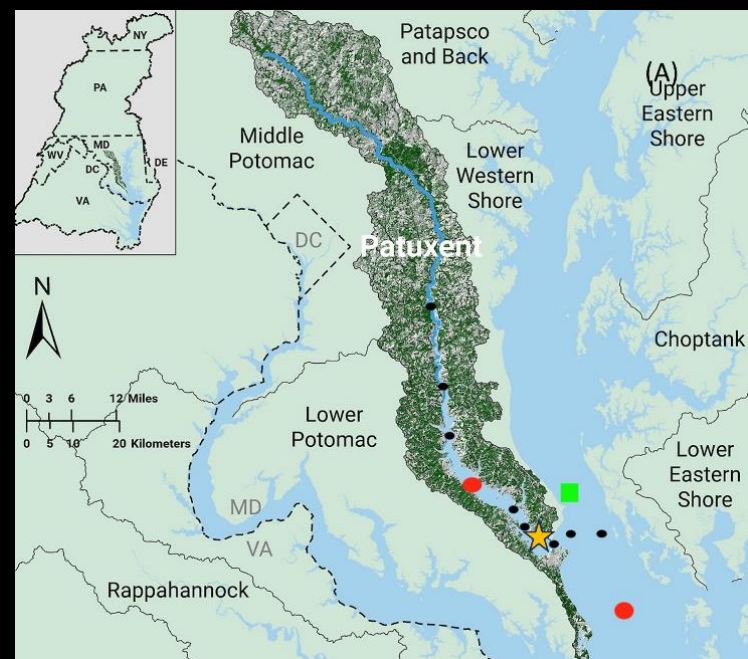 NY
PA
WV
MD
DC
DE
VA
Patapsco
and Back
(A)
Upper
Eastern
Shore
Middle
Potomac
Lower
Western
Shore
DC
Patuxent
N
Choptank
0 3 6 12 Miles
0 5 10 20 Kilometers
Lower
Potomac
Lower
Eastern
Shore
MD
VA
Rappahannock